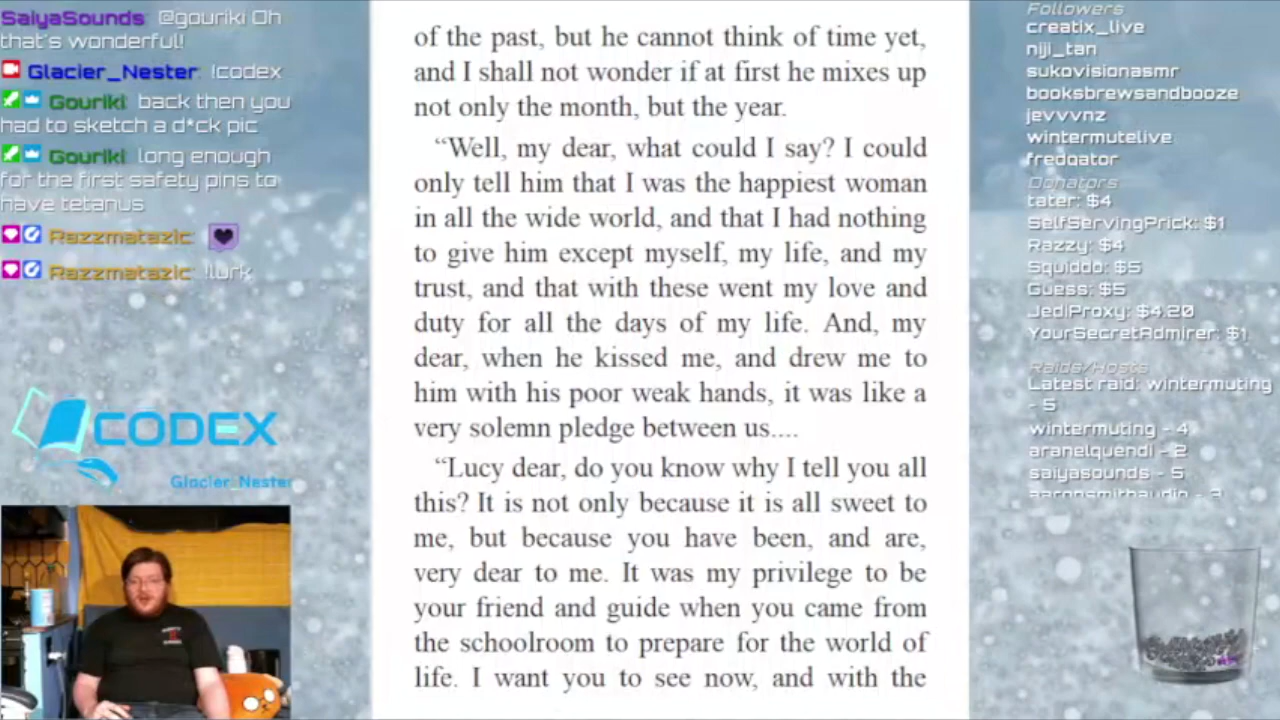 SaiyaSounds: @gouriki Oh
that's wonderful!
Glacier_Nester: !codex
Gouriki: back then you
had to sketch a d*ck pic
Gouriki: long enough
for the first safety pins to
have tetanus
Razzmatazic:
Razzmatazic: !lurk
CODEX
Glacier_Nester
of the past, but he cannot think of time yet,
and I shall not wonder if at first he mixes up
not only the month, but the year.
“Well, my dear, what could I say? I could
only tell him that I was the happiest woman
in all the wide world, and that I had nothing
to give him except myself, my life, and my
trust, and that with these went my love and
duty for all the days of my life. And, my
dear, when he kissed me, and drew me to
him with his poor weak hands, it was like a
very solemn pledge between us....
“Lucy dear, do you know why I tell you all
this? It is not only because it is all sweet to
me, but because you have been, and are,
very dear to me. It was my privilege to be
your friend and guide when you came from
the schoolroom to prepare for the world of
life. I want you to see now, and with the
Followers
creatix_live
niji_tan
sukovisionasmr
booksbrewsandbooze
jevvvnz
wintermutelive
fredgator
Donators
tater: $4
SelfServingPrick: $1
Razzy: $4
Squiddo: $5
Guess: $5
JediProxy: $4.20
YourSecretAdmirer: $1
Raids/Hosts
Latest raid: wintermuting
- 5
wintermuting - 4
aranelquendi - 2
saiyasounds - 5
aaronsmithaudio - 3